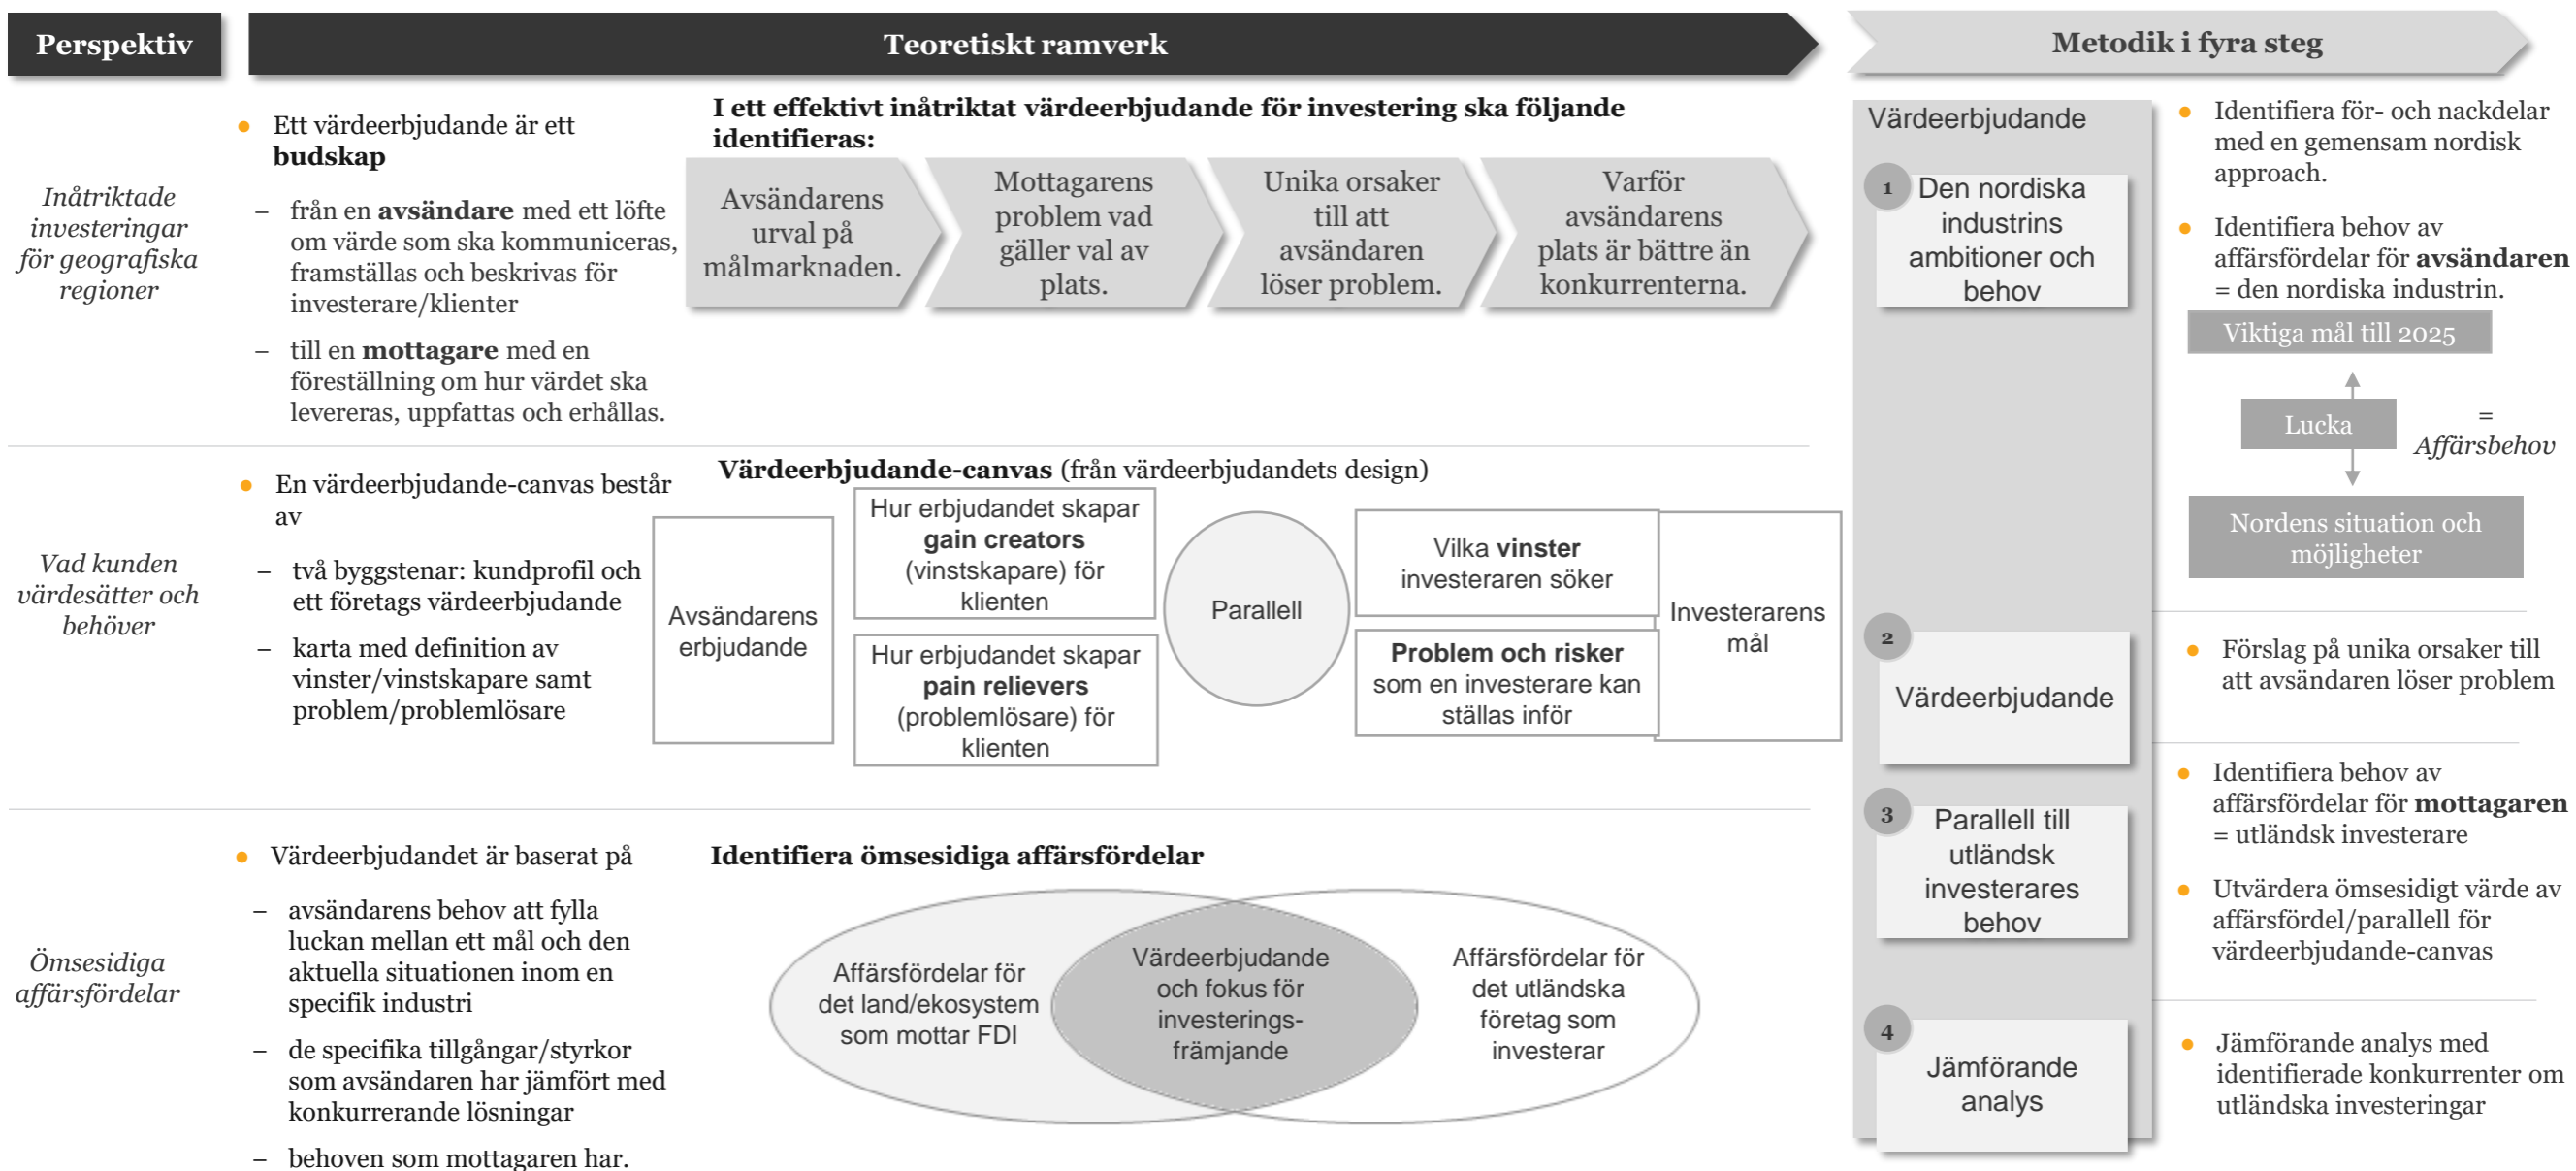 Perspektiv
Teoretiskt ramverk
Metodik i fyra steg
Inåtriktade
investeringar
för geografiska
regioner
● Ett värdeerbjudande är ett
budskap
– från en avsändare med ett löfte
om värde som ska kommuniceras,
framställas och beskrivas för
investerare/klienter
– till en mottagare med en
föreställning om hur värdet ska
levereras, uppfattas och erhållas.
I ett effektivt inåtriktat värdeerbjudande för investering ska följande
identifieras:
Avsändarens
urval på
målmarknaden.
Mottagarens
problem vad
gäller val av
plats.
Unika orsaker
till att
avsändaren
löser problem.
Varför
avsändarens
plats är bättre än
konkurrenterna.
Vad kunden
värdesätter och
behöver
● En värdeerbjudande-canvas består
av
– två byggstenar: kundprofil och
ett företags värdeerbjudande
– karta med definition av
vinster/vinstskapare samt
problem/problemlösare
Värdeerbjudande-canvas (från värdeerbjudandets design)
Avsändarens
erbjudande
Hur erbjudandet skapar
gain creators
(vinstskapare) för
klienten
Hur erbjudandet skapar
pain relievers
(problemlösare) för
klienten
Parallell
Vilka vinster
investeraren söker
Problem och risker
som en investerare kan
ställas inför
Investerarens
mål
Ömsesidiga
affärsfördelar
● Värdeerbjudandet är baserat på
– avsändarens behov att fylla
luckan mellan ett mål och den
aktuella situationen inom en
specifik industri
– de specifika tillgångar/styrkor
som avsändaren har jämfört med
konkurrerande lösningar
– behoven som mottagaren har.
Identifiera ömsesidiga affärsfördelar
Affärsfördelar för
det land/ekosystem
som mottar FDI
Värdeerbjudande
och fokus för
investerings-
främjande
Affärsfördelar för
det utländska
företag som
investerar
Värdeerbjudande
1
Den nordiska
industrins
ambitioner och
behov
● Identifiera för- och nackdelar
med en gemensam nordisk
approach.
● Identifiera behov av
affärsfördelar för avsändaren
= den nordiska industrin.
Viktiga mål till 2025
Lucka
=
Affärsbehov
Nordens situation och
möjligheter
2
Värdeerbjudande
● Förslag på unika orsaker till
att avsändaren löser problem
3
Parallell till
utländsk
investerares
behov
● Identifiera behov av
affärsfördelar för mottagaren
= utländsk investerare
● Utvärdera ömsesidigt värde av
affärsfördel/parallell för
värdeerbjudande-canvas
4
Jämförande
analys
● Jämförande analys med
identifierade konkurrenter om
utländska investeringar